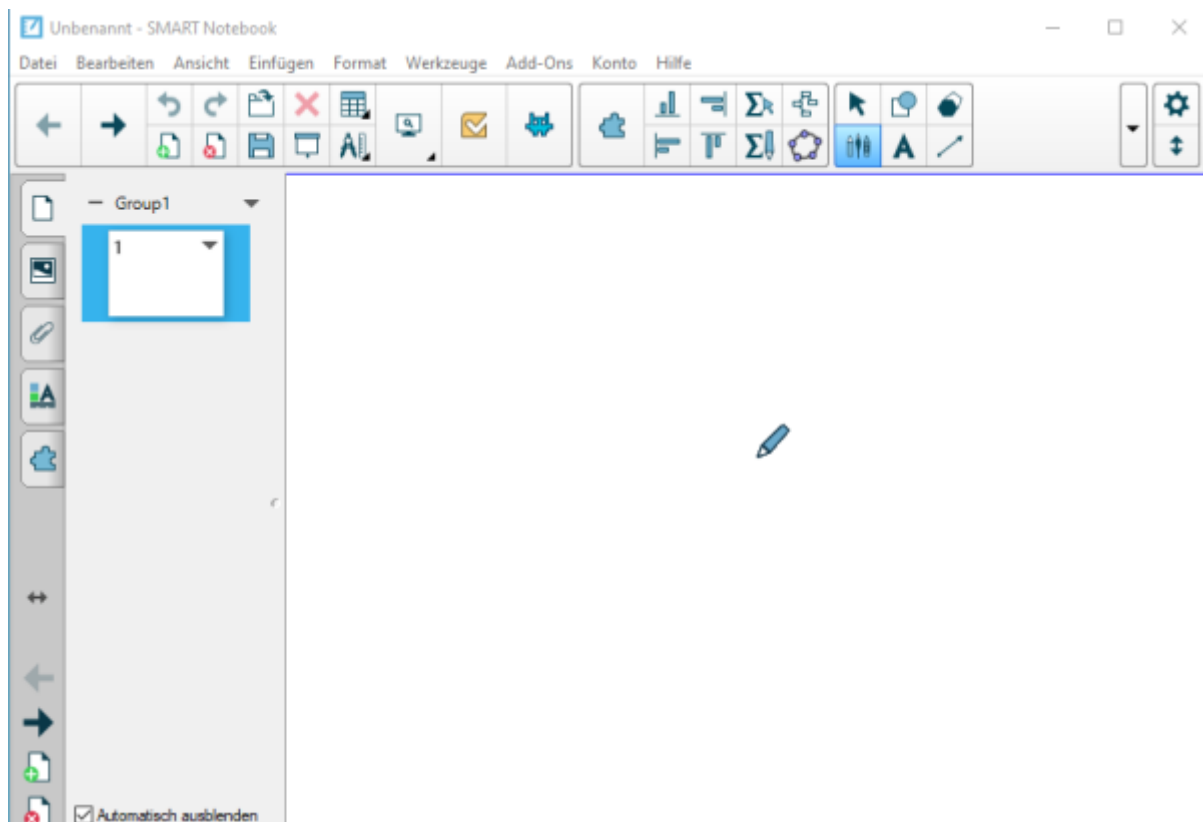 Unbenannt - SMART Notebook
Datei Bearbeiten Ansicht Einfügen Format Werkzeuge Add-Ons Konto Hilfe
Group1
1
Automatisch ausblenden